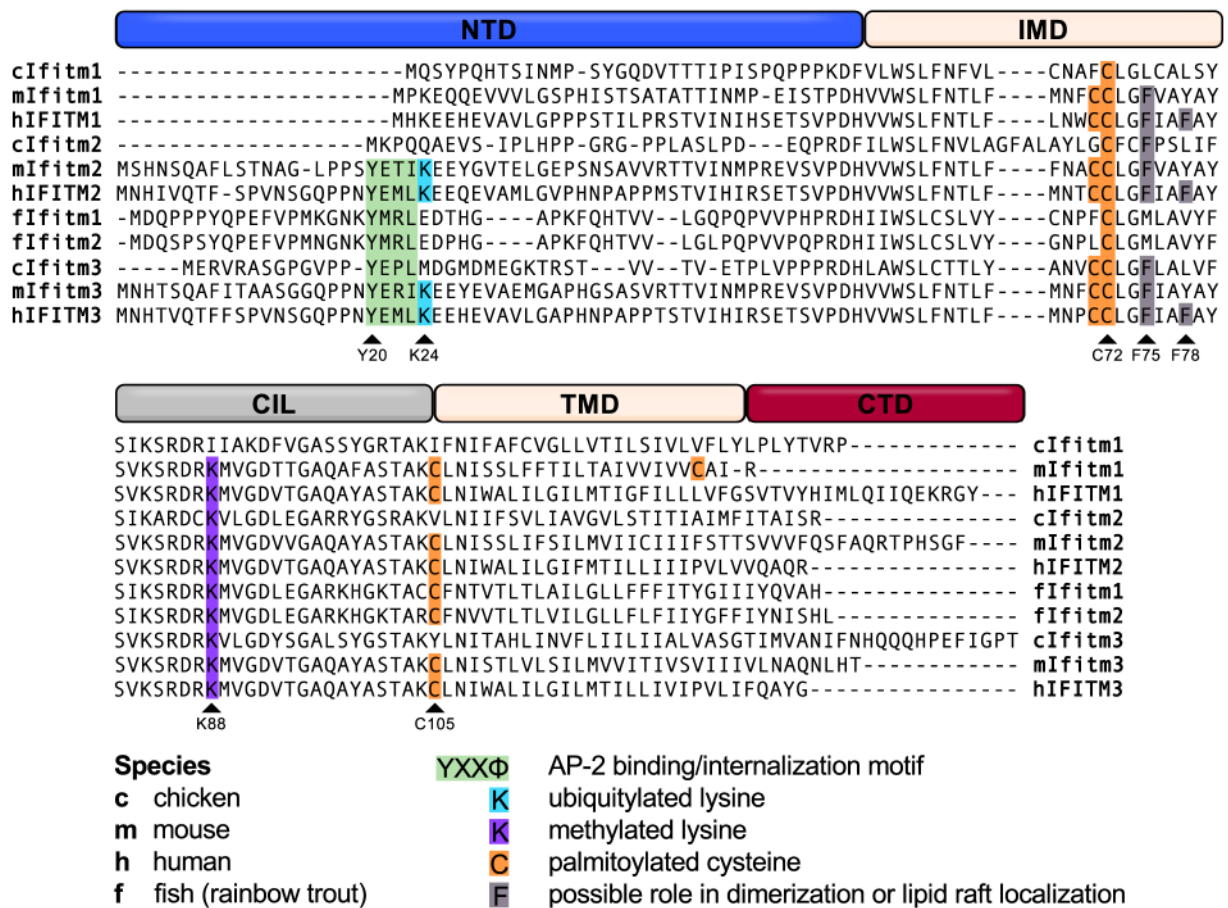 NTD IMD
cIfitm1 ----------------------MQSYPQHTSINMP-SYGQDVTTTIPISPQPPPKDFVLWSLFNFVL----CNAFCLGLCALSY
mIfitm1 ---------------------MPKEQQEVVVLGSPHISTSATATTINMP-EISTPDHVVWSLFNTLF----MNFCCLGFVAYAY
hIFITM1 ---------------------MHKEEHEVAVLGPPPSTILPRSTVINIHSETSVPDHVVWSLFNTLF----LNWCCLGFIAFAY
cIfitm2 -------------------MKPQQAEVS-IPLHPP-GRG-PPLASLPD---EQPRDFIIWSLFNVLAGFALAYLGCFCFPSLIF
mIfitm2 MSHNSQAFLSTNAG-LPPSYETIKEEYGVTELGEPSNSAVVRTTVINMPREVSVPDHVVWSLFNTLF----FNACCLGFVAYAY
hIFITM2 MNHIVQTF-SPVNSGQPPNYEMLKEEQEVAMLGVPHNPAPPMSTVIHIRSETSVPDHVVWSLFNTLF----MNTCCLGFIAFAY
fIfitm1 -MDQPPPYQPEFVPMKGNKYMRLEDTHG----APKFQHTVV--LGQPQPVVPHPRDHIIWSLCSLVY----CNPFCLGMLAVYF
fIfitm2 -MDQSPSYQPEFVPMNGNKYMRLEDPHG----APKFQHTVV--LGLPQPVVPQPRDHIIWSLCSLVY----GNPLCLGMLAVYF
cIfitm3 -----MERVRASGPGVPP-YEPLMDGMDMEGKTRST---VV--TV-ETPLVPPPRDHLAWSLCTTLY----ANVCCLGFLALVF
mIfitm3 MNHTSQAFITAASGGQPPNYERIKEEYEVAEMGAPHGSASVRTTVINMPREVSVPDHVVWSLFNTLF----MNFCCLGFIAYAY
hIFITM3 MNHTVQTFFSPVNSGQPPNYEMLKEEHEVAVLGAPHNPAPPTSTVIHIRSETSVPDHVVWSLFNTLF----MNPCCLGFIAFAY
Y20 K24 C72 F75 F78
CIL TMD CTD
SIKSRDRIIAKDFVGASSYGRTAKIFNIFAFCVGLLVTILSIVLVFLYLPLYTVRP------------- cIfitm1
SVKSRDRKMVGDTTGAQAFASTAKCLNISSLFFTILTAIVVIVVCAI-R-------------------- mIfitm1
SVKSRDRKMVGDVTGAQAYASTAKCLNIWALILGILMTIGFILLLVFGSVTVYHIMLQIIQEKRGY--- hIFITM1
SIKARDCKVLGDLEGARRYGSRAKVLNIIFSVLIAVGVLSTITIAIMFITAISR--------------- cIfitm2
SVKSRDRKMVGDVVGAQAYASTAKCLNISSLIFSILMVIICIIIFSTTSVVVFQSFAQRTPHSGF---- mIfitm2
SVKSRDRKMVGDVTGAQAYASTAKCLNIWALILGIFMTILLIIIPVLVVQAQR---------------- hIFITM2
SIKSRDRKMVGDLEGARKHGKTACCFNTVTLTLAILGLLFFFITYGIIIYQVAH--------------- fIfitm1
SIKSRDRKMVGDLEGARKHGKTARCFNVVTLTLVILGLLFLFIIYGFFIYNISHL-------------- fIfitm2
SVKSRDRKVLGDYSGALSYGSTAKYLNITAHLINVFLIILIIALVASGTIMVANIFNHQQQHPEFIGPT cIfitm3
SVKSRDRKMVGDVTGAQAYASTAKCLNISTLVLSILMVVITIVSVIIIVLNAQNLHT------------ mIfitm3
SVKSRDRKMVGDVTGAQAYASTAKCLNIWALILGILMTILLIVIPVLIFQAYG---------------- hIFITM3
K88 C105
Species YXXΦ AP-2 binding/internalization motif
c chicken K ubiquitylated lysine
m mouse K methylated lysine
h human C palmitoylated cysteine
f fish (rainbow trout) F possible role in dimerization or lipid raft localization